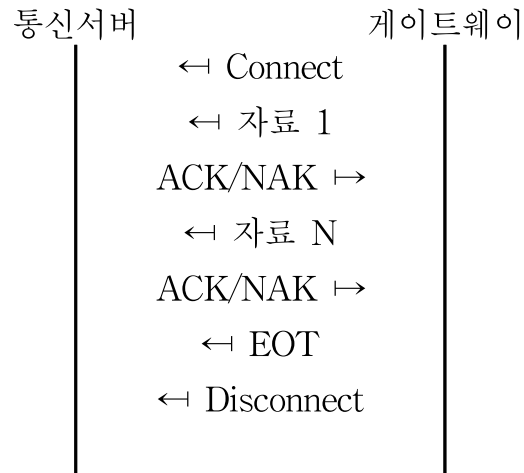 통신서버 게이트웨이
↤ Connect
↤ 자료 1
ACK/NAK ↦
↤ 자료 N
ACK/NAK ↦
↤ EOT
↤ Disconnect